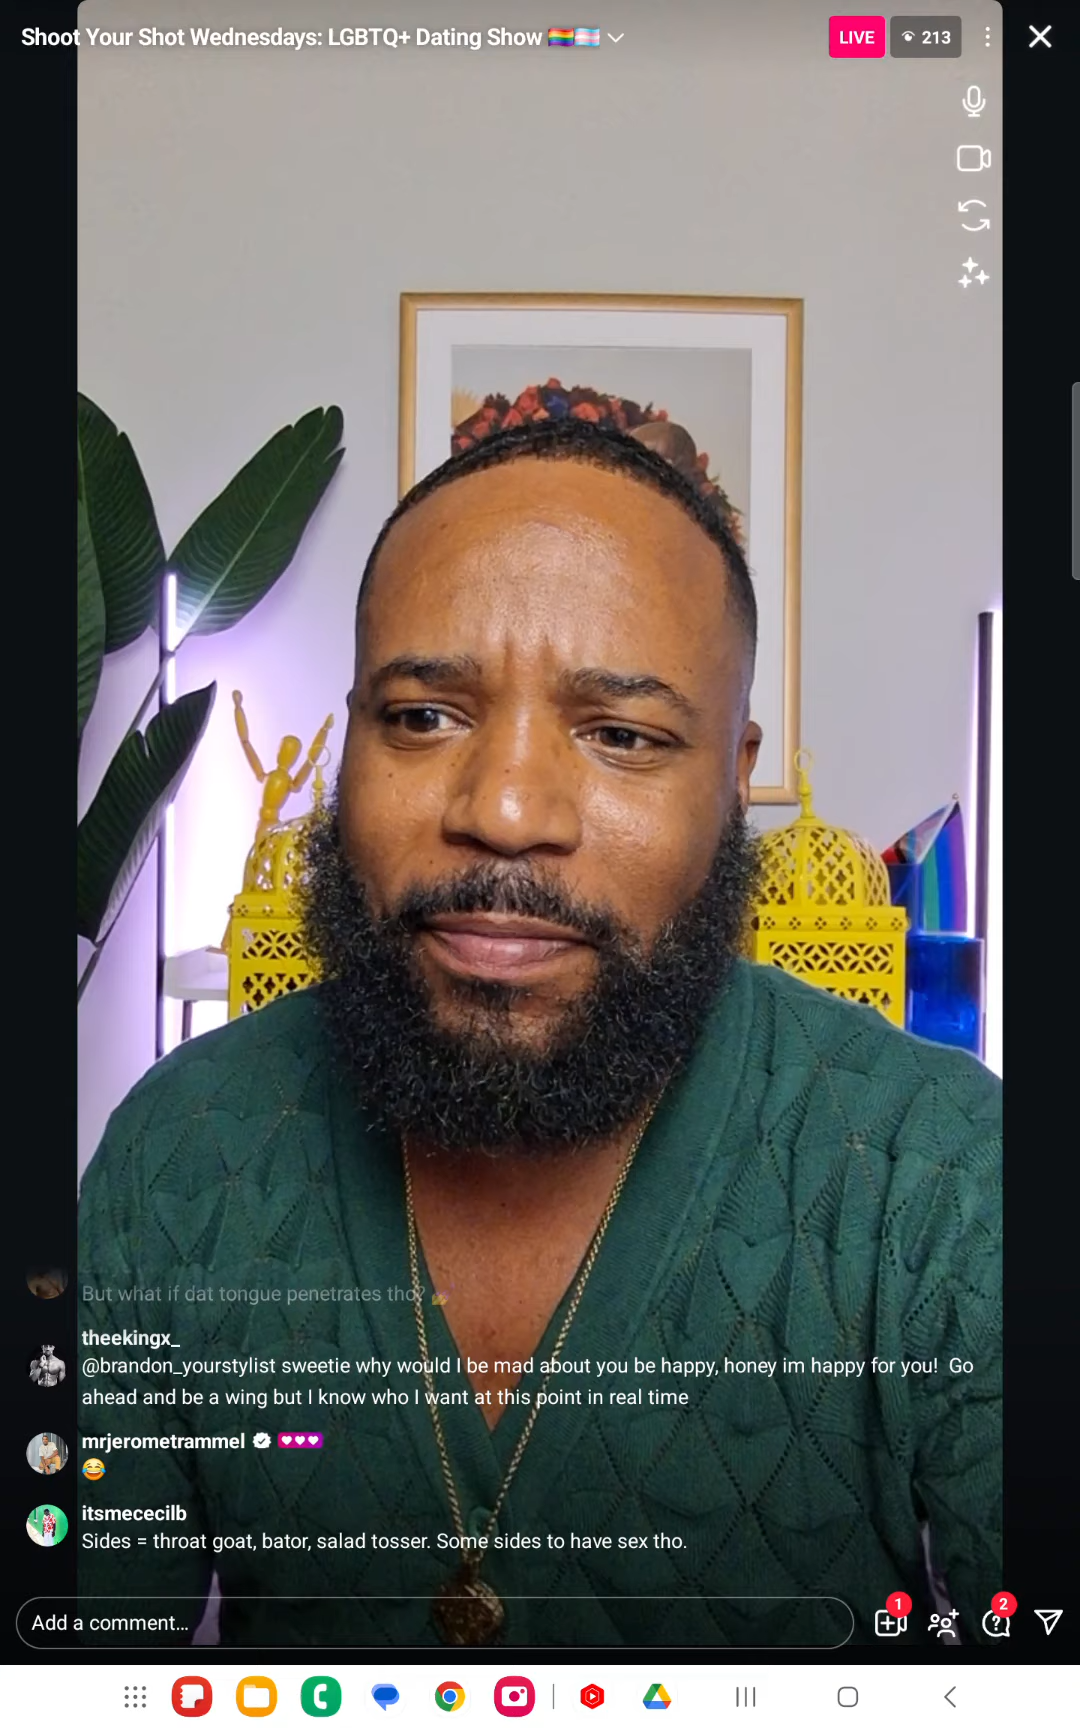 Shoot Your Shot Wednesdays: LGBTQ+ Dating Show 🏳️‍🌈🏳️‍⚧️
LIVE
213
But what if dat tongue penetrates tho?
theekingx_
@brandon_yourstylist sweetie why would I be mad about you be happy, honey im happy for you! Go
ahead and be a wing but I know who I want at this point in real time
mrjerometrammel
😂
itsmececilb
Sides = throat goat, bator, salad tosser. Some sides to have sex tho.
Add a comment...
1
2